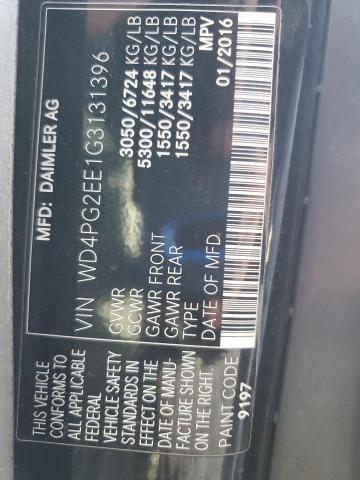 MFD: DAIMLER AG
VIN WD4PG2EE1G3131396
GVWR 3050/6724 KG/LB
GCWR 5300/11648 KG/LB
GAWR FRONT 1550/3417 KG/LB
GAWR REAR 1550/3417 KG/LB
TYPE MPV
DATE OF MFD 01/2016
THIS VEHICLE
CONFORMS TO
ALL APPLICABLE
FEDERAL
VEHICLE SAFETY
STANDARDS IN
EFFECT ON THE
DATE OF MANU-
FACTURE SHOWN
ON THE RIGHT.
PAINT CODE
9197